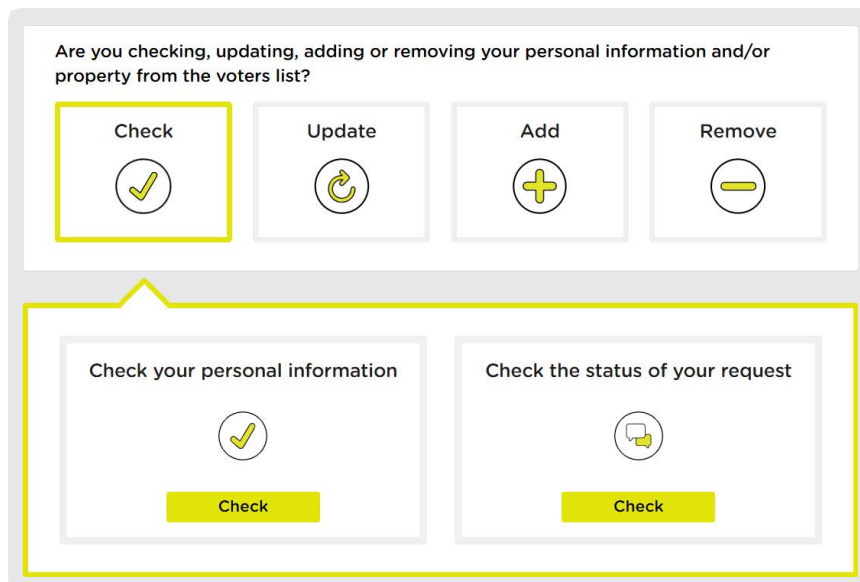 Are you checking, updating, adding or removing your personal information and/or
property from the voters list?
Check
Update
Add
Remove
Check your personal information
Check the status of your request
Check
Check